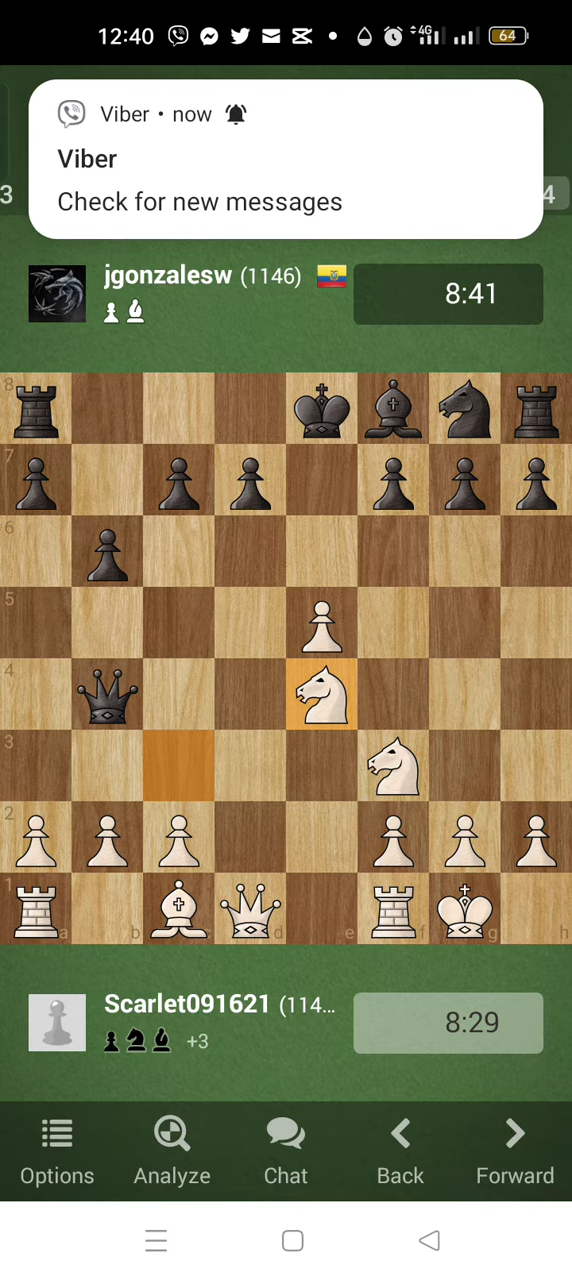 12:40
4G
64
Viber • now
Viber
Check for new messages
3
4
jgonzalesw (1146)
8:41
8
7
6
5
4
3
2
1
a
b
c
d
e
f
g
h
Scarlet091621 (114...
8:29
+3
Options
Analyze
Chat
Back
Forward